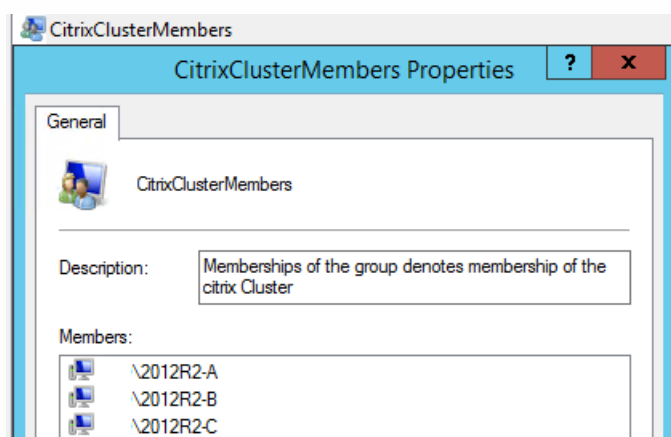 CitrixClusterMembers
CitrixClusterMembers Properties
?
x
General
CitrixClusterMembers
Description:
Memberships of the group denotes membership of the
citrix Cluster
Members:
\2012R2-A
\2012R2-B
\2012R2-C